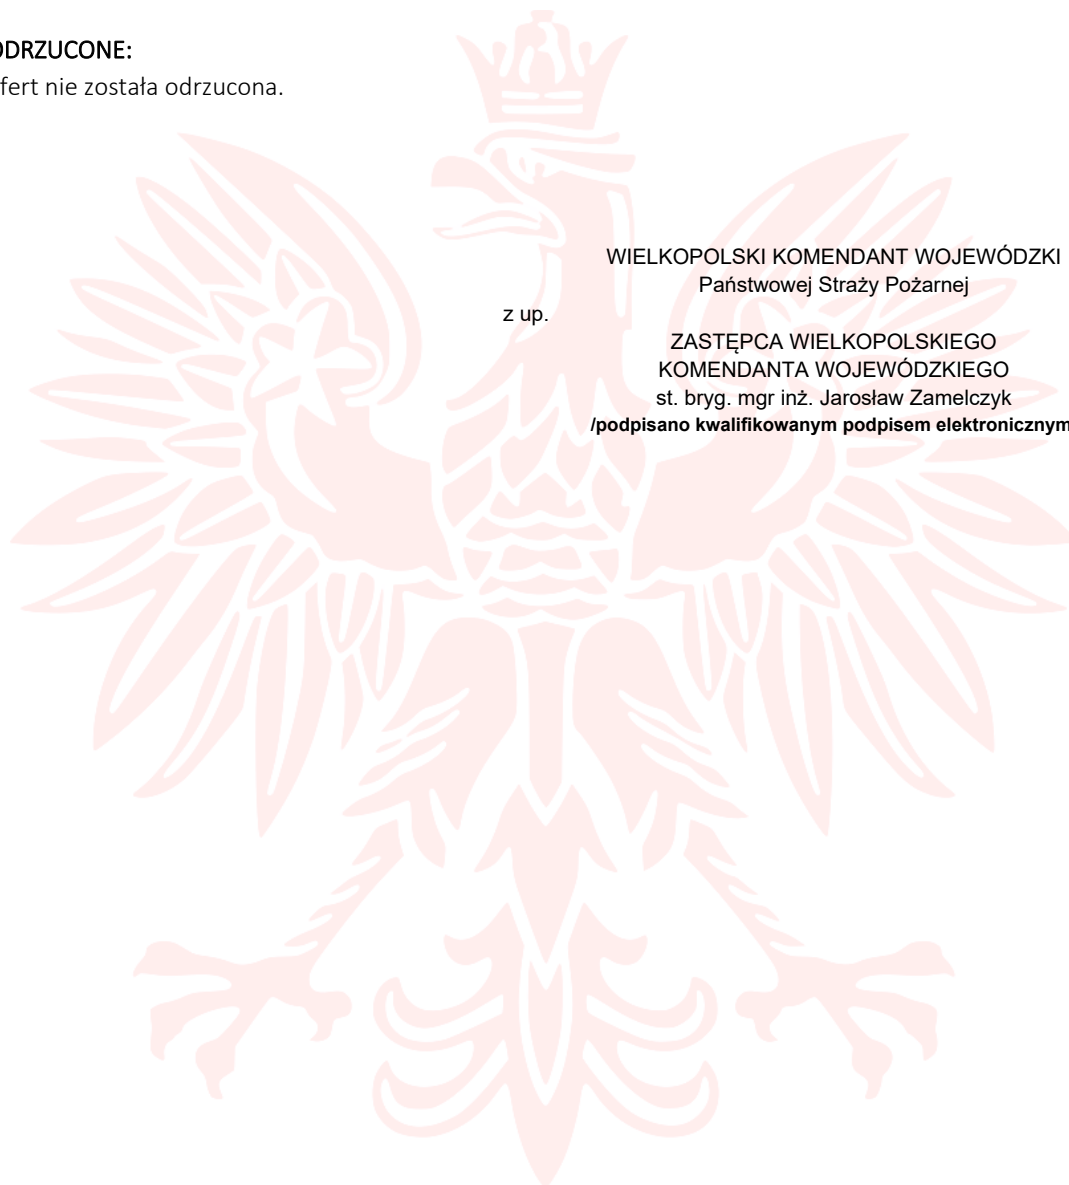 ODRZUCONE:
fert nie została odrzucona.
WIELKOPOLSKI KOMENDANT WOJEWÓDZKI
Państwowej Straży Pożarnej
z up.
ZASTĘPCA WIELKOPOLSKIEGO
KOMENDANTA WOJEWÓDZKIEGO
st. bryg. mgr inż. Jarosław Zamelczyk
/podpisano kwalifikowanym podpisem elektronicznym